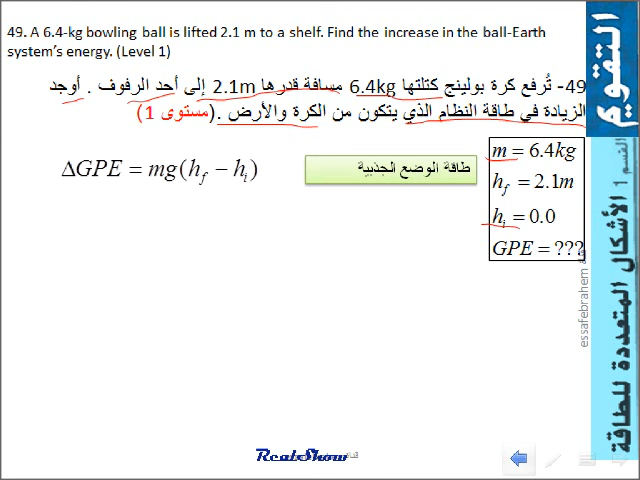 49. A 6.4-kg bowling ball is lifted 2.1 m to a shelf. Find the increase in the ball-Earth
system's energy. (Level 1)
49- تُرفع كرة بولينج كتلتها 6.4kg مسافة قدرها 2.1m إلى أحد الرفوف . أوجد
الزيادة في طاقة النظام الذي يتكون من الكرة والأرض .(مستوى 1)
ΔGPE = mg(h_f − h_i)
طاقة الوضع الجذبية
m = 6.4kg
h_f = 2.1m
h_i = 0.0
GPE = ???
التقويم
القسم 1 الأشكال المتعددة للطاقة
essafebrahem
RealShow